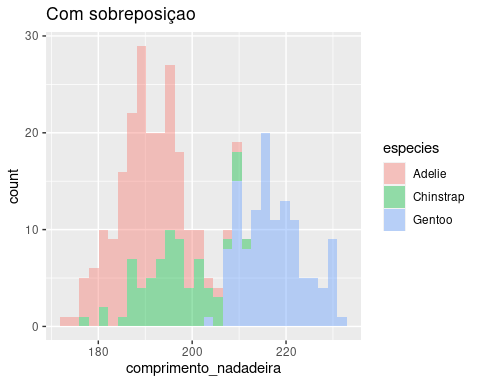 Com sobreposiçao
30
20
10
0
count
180
200
220
comprimento_nadadeira
especies
Adelie
Chinstrap
Gentoo